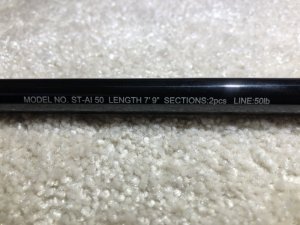 MODEL NO. ST-AI 50 LENGTH 7'9" SECTIONS:2pcs LINE:50lb